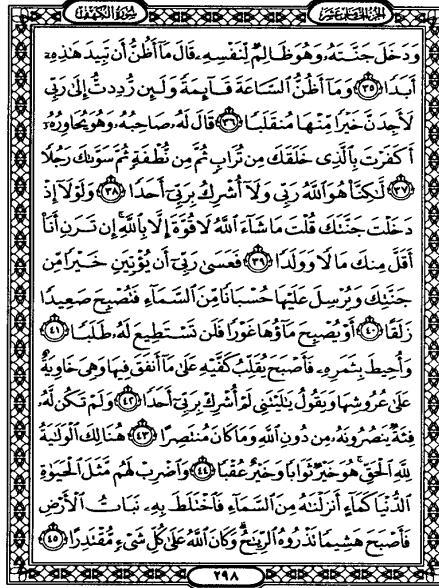 الجزء الخامس عشر
سورة الكهف
وَدَخَلَ جَنَّتَهُۥ وَهُوَ ظَالِمٌ لِّنَفْسِهِۦ قَالَ مَآ أَظُنُّ أَن تَبِيدَ هَٰذِهِۦٓ
أَبَدًا ٣٥ وَمَآ أَظُنُّ ٱلسَّاعَةَ قَآئِمَةً وَلَئِن رُّدِدتُّ إِلَىٰ رَبِّى
لَأَجِدَنَّ خَيْرًا مِّنْهَا مُنقَلَبًا ٣٦ قَالَ لَهُۥ صَاحِبُهُۥ وَهُوَ يُحَاوِرُهُۥٓ
أَكَفَرْتَ بِٱلَّذِى خَلَقَكَ مِن تُرَابٍ ثُمَّ مِن نُّطْفَةٍ ثُمَّ سَوَّىٰكَ رَجُلًا
٣٧ لَّٰكِنَّا۠ هُوَ ٱللَّهُ رَبِّى وَلَآ أُشْرِكُ بِرَبِّىٓ أَحَدًا ٣٨ وَلَوْلَآ إِذْ
دَخَلْتَ جَنَّتَكَ قُلْتَ مَا شَآءَ ٱللَّهُ لَا قُوَّةَ إِلَّا بِٱللَّهِ ۚ إِن تَرَنِ أَنَا۠
أَقَلَّ مِنكَ مَالًا وَوَلَدًا ٣٩ فَعَسَىٰ رَبِّىٓ أَن يُؤْتِيَنِ خَيْرًا مِّن
جَنَّتِكَ وَيُرْسِلَ عَلَيْهَا حُسْبَانًا مِّنَ ٱلسَّمَآءِ فَتُصْبِحَ صَعِيدًا
زَلَقًا ٤٠ أَوْ يُصْبِحَ مَآؤُهَا غَوْرًا فَلَن تَسْتَطِيعَ لَهُۥ طَلَبًا ٤١
وَأُحِيطَ بِثَمَرِهِۦ فَأَصْبَحَ يُقَلِّبُ كَفَّيْهِ عَلَىٰ مَآ أَنفَقَ فِيهَا وَهِىَ خَاوِيَةٌ
عَلَىٰ عُرُوشِهَا وَيَقُولُ يَٰلَيْتَنِى لَمْ أُشْرِكْ بِرَبِّىٓ أَحَدًا ٤٢ وَلَمْ تَكُن لَّهُۥ
فِئَةٌ يَنصُرُونَهُۥ مِن دُونِ ٱللَّهِ وَمَا كَانَ مُنتَصِرًا ٤٣ هُنَالِكَ ٱلْوَلَٰيَةُ
لِلَّهِ ٱلْحَقِّ ۚ هُوَ خَيْرٌ ثَوَابًا وَخَيْرٌ عُقْبًا ٤٤ وَٱضْرِبْ لَهُم مَّثَلَ ٱلْحَيَوٰةِ
ٱلدُّنْيَا كَمَآءٍ أَنزَلْنَٰهُ مِنَ ٱلسَّمَآءِ فَٱخْتَلَطَ بِهِۦ نَبَاتُ ٱلْأَرْضِ
فَأَصْبَحَ هَشِيمًا تَذْرُوهُ ٱلرِّيَٰحُ ۗ وَكَانَ ٱللَّهُ عَلَىٰ كُلِّ شَىْءٍ مُّقْتَدِرًا ٤٥
٢٩٨